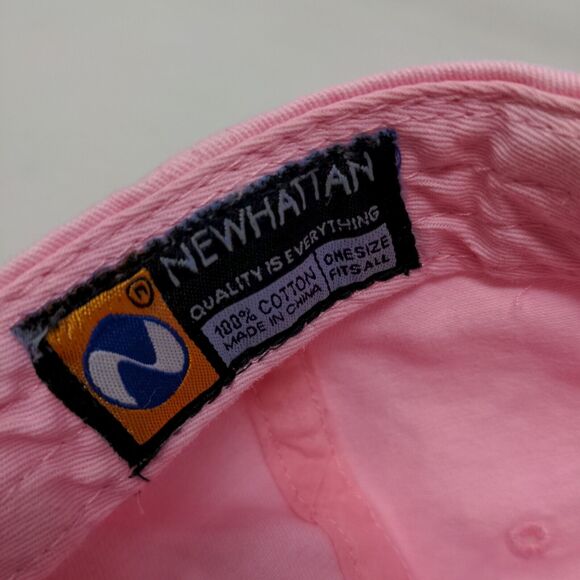 NEWHATTAN
QUALITY IS EVERYTHING
100% COTTON
MADE IN CHINA
ONE SIZE
FITS ALL